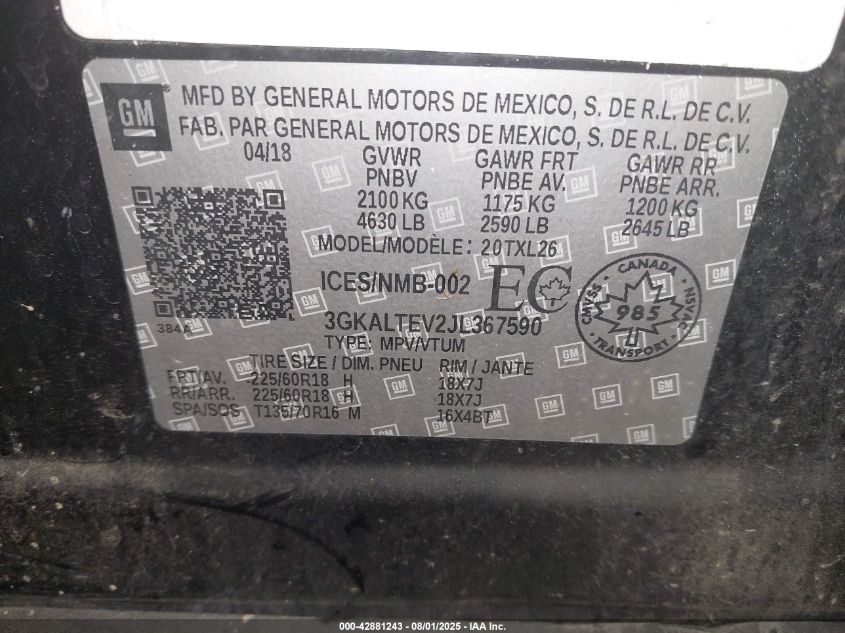 GM
MFD BY GENERAL MOTORS DE MEXICO, S. DE R.L. DE C.V.
FAB. PAR GENERAL MOTORS DE MEXICO, S. DE R.L. DE C.V.
04/18 GVWR GAWR FRT GAWR RR
PNBV PNBE AV. PNBE ARR.
2100 KG 1175 KG 1200 KG
4630 LB 2590 LB 2645 LB
MODEL/MODÈLE: 20TXL26
ICES/NMB-002 EC
CANADA
CMVSS NSVAC
985
TRANSPORT
3GKALTEV2JL367590
TYPE: MPV/VTUM
TIRE SIZE / DIM. PNEU RIM / JANTE
FRT/AV. 225/60R18 H 18X7J
RR/ARR. 225/60R18 H 18X7J
SPA/SOS T135/70R16 M 16X4BT
000-42881243 - 08/01/2025 - IAA Inc.